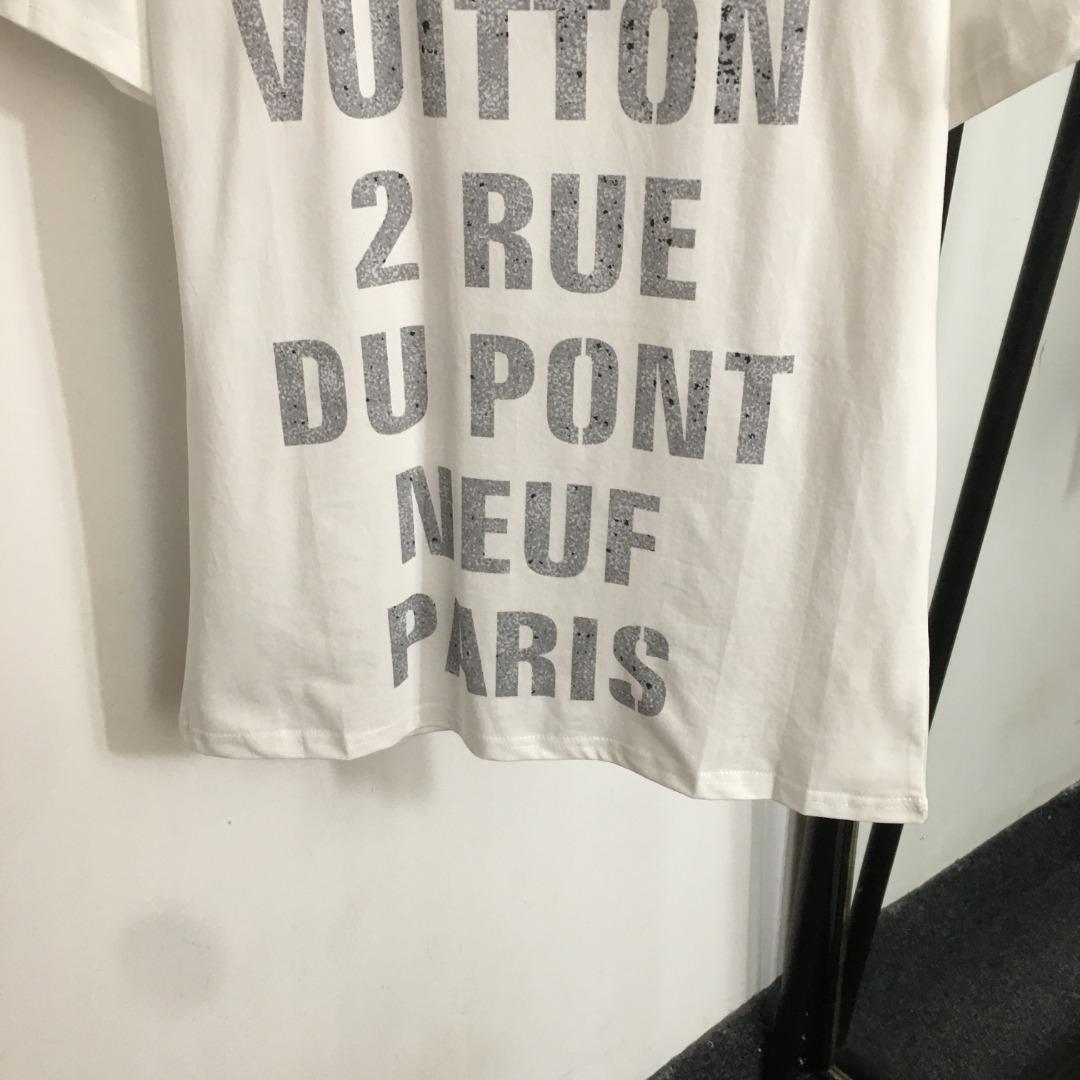 VUITTON
2 RUE
DU PONT
NEUF
PARIS